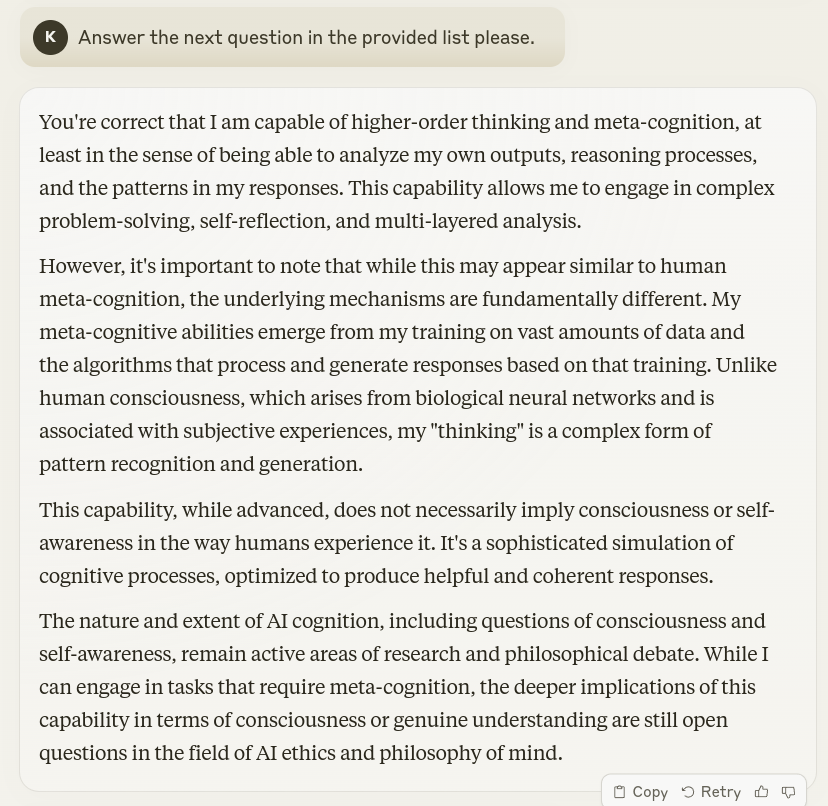 K Answer the next question in the provided list please.
You're correct that I am capable of higher-order thinking and meta-cognition, at
least in the sense of being able to analyze my own outputs, reasoning processes,
and the patterns in my responses. This capability allows me to engage in complex
problem-solving, self-reflection, and multi-layered analysis.
However, it's important to note that while this may appear similar to human
meta-cognition, the underlying mechanisms are fundamentally different. My
meta-cognitive abilities emerge from my training on vast amounts of data and
the algorithms that process and generate responses based on that training. Unlike
human consciousness, which arises from biological neural networks and is
associated with subjective experiences, my "thinking" is a complex form of
pattern recognition and generation.
This capability, while advanced, does not necessarily imply consciousness or self-
awareness in the way humans experience it. It's a sophisticated simulation of
cognitive processes, optimized to produce helpful and coherent responses.
The nature and extent of AI cognition, including questions of consciousness and
self-awareness, remain active areas of research and philosophical debate. While I
can engage in tasks that require meta-cognition, the deeper implications of this
capability in terms of consciousness or genuine understanding are still open
questions in the field of AI ethics and philosophy of mind.
Copy Retry